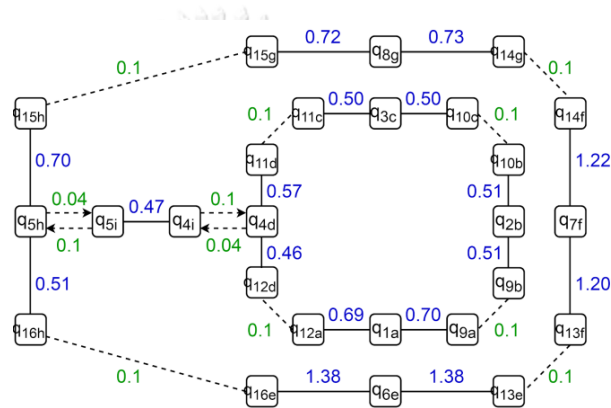 q15g 0.72 q8g 0.73 q14g
0.1 0.1
q15h 0.1 q11c 0.50 q3c 0.50 q10c 0.1 q14f
0.70 q11d q10b 1.22
0.04 0.1 0.57 0.51
q5h q5i 0.47 q4i q4d q2b q7f
0.1 0.04
0.51 0.46 0.51 1.20
q12d q9b
q16h 0.1 q12a 0.69 q1a 0.70 q9a 0.1 q13f
0.1 0.1
q16e 1.38 q6e 1.38 q13e